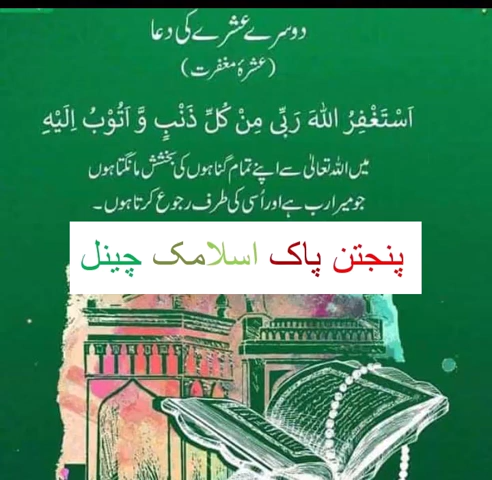 دوسرے عشرے کی دعا
(عشرۂ مغفرت)
اَسْتَغْفِرُ اللهَ رَبِّىْ مِنْ كُلِّ ذَنْۢبٍ وَّ اَتُوْبُ اِلَيْهِ
میں اللہ تعالیٰ سے اپنے تمام گناہوں کی بخشش مانگتا ہوں
جو میرا رب ہے اور اُسی کی طرف رجوع کرتا ہوں۔
پنجتن پاک اسلامک چینل